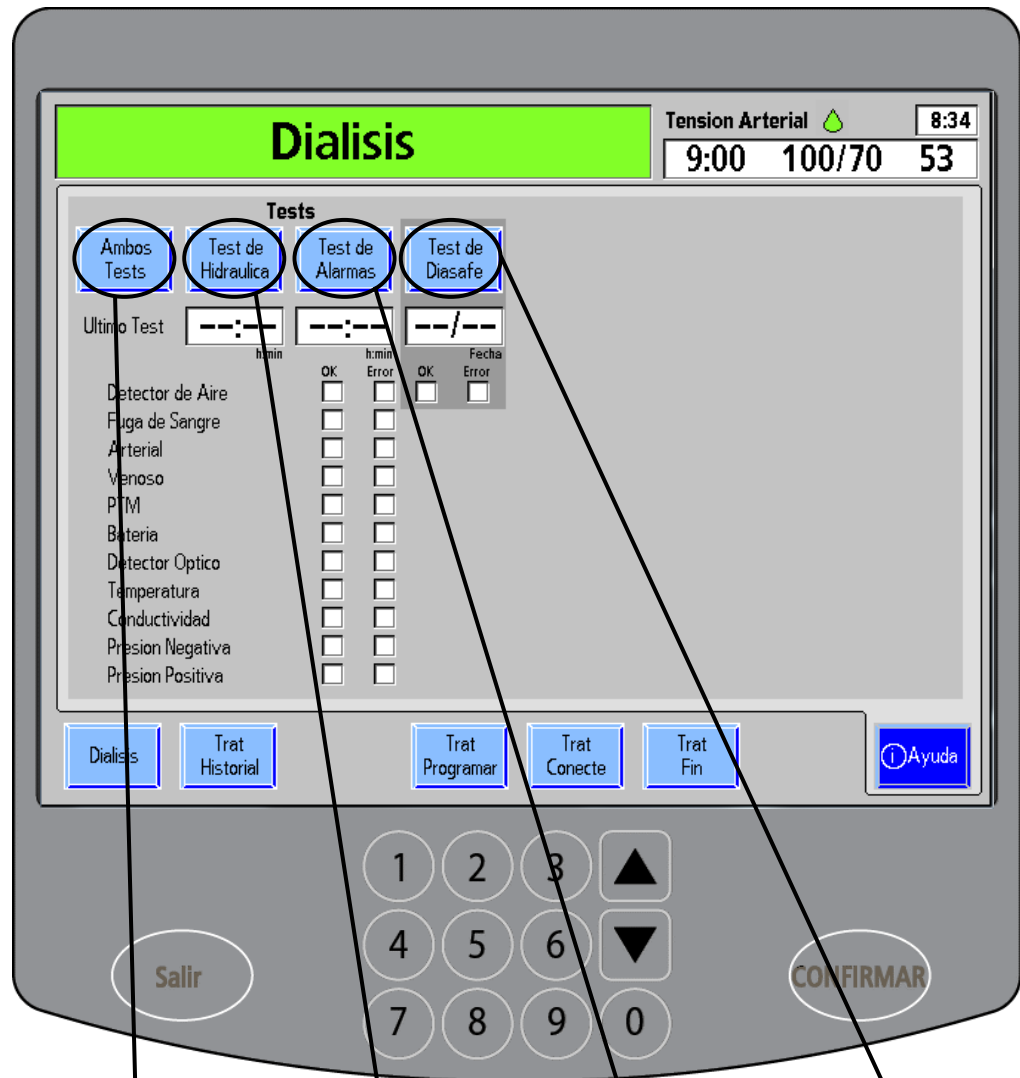 Dialisis
Tension Arterial 8:34
9:00 100/70 53
Tests
Ambos Tests
Test de Hidraulica
Test de Alarmas
Test de Diasafe
Ultimo Test --:-- --:-- --/--
h:min h:min Fecha
OK Error OK Error
Detector de Aire
Fuga de Sangre
Arterial
Venoso
PTM
Bateria
Detector Optico
Temperatura
Conductividad
Presion Negativa
Presion Positiva
Dialisis
Trat Historial
Trat Programar
Trat Conecte
Trat Fin
i Ayuda
1 2 3
4 5 6
Salir CONFIRMAR
7 8 9 0